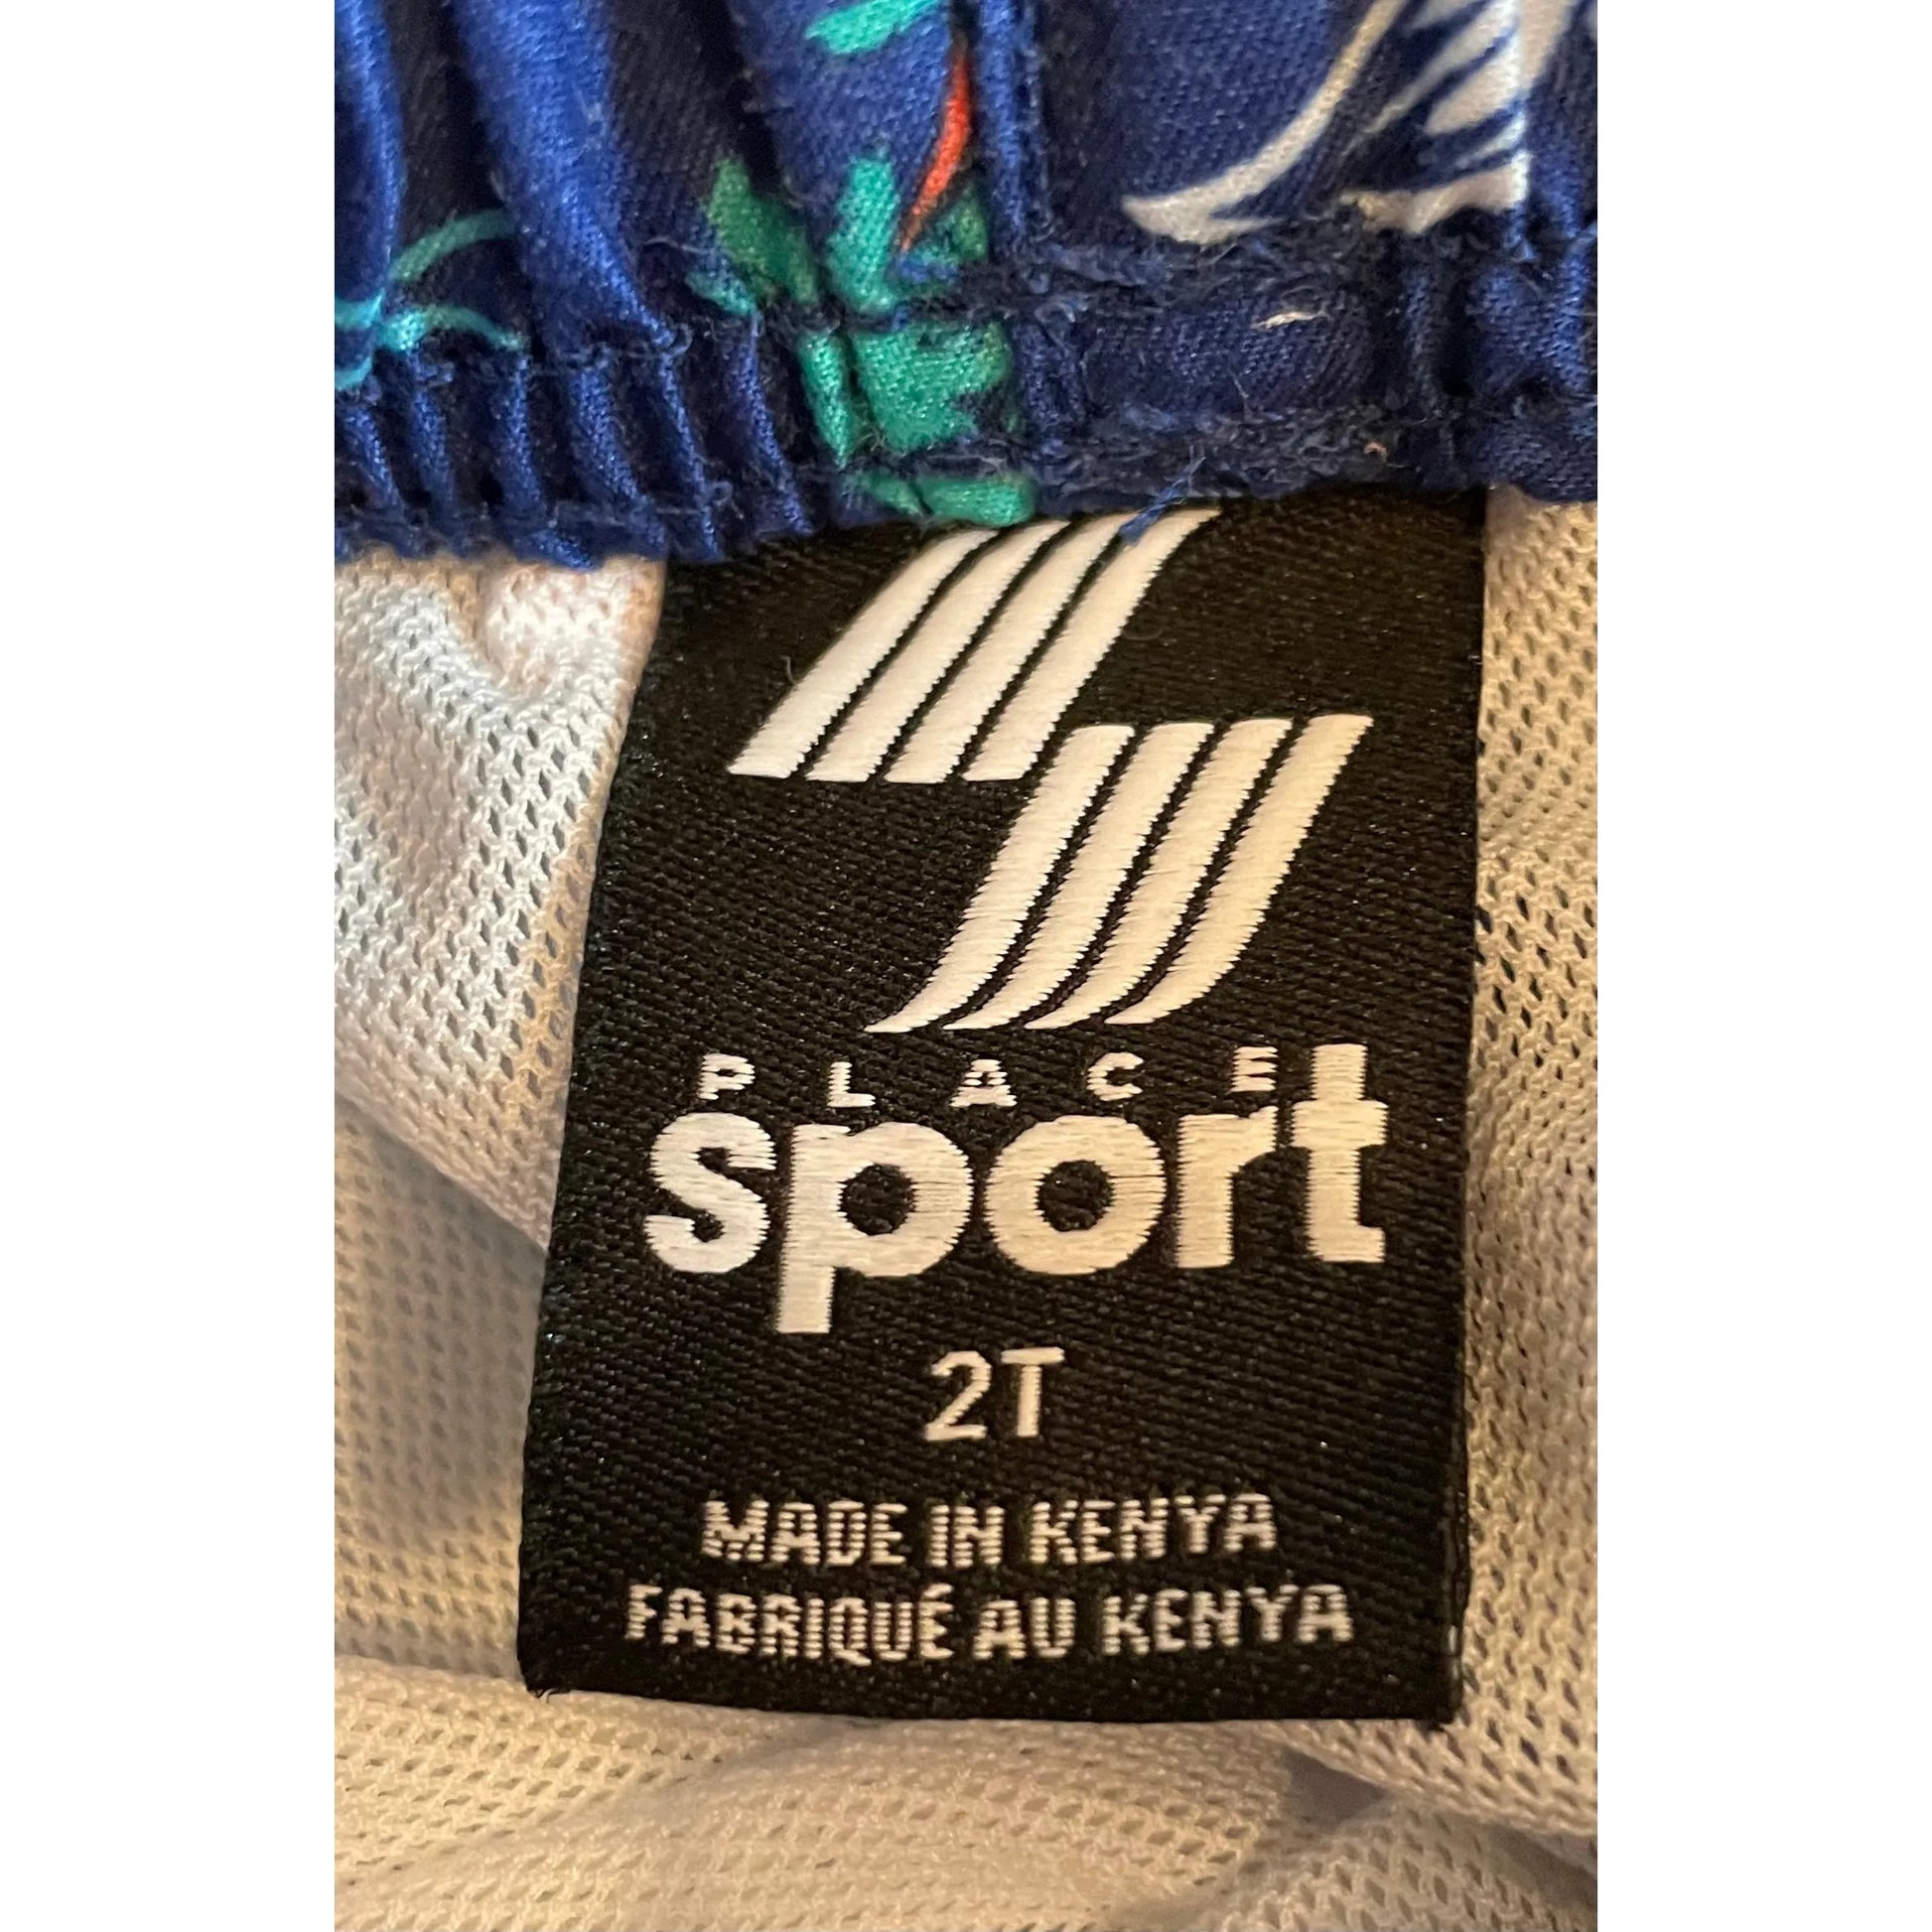 PLACE
sport
2T
MADE IN KENYA
FABRIQUÉ AU KENYA